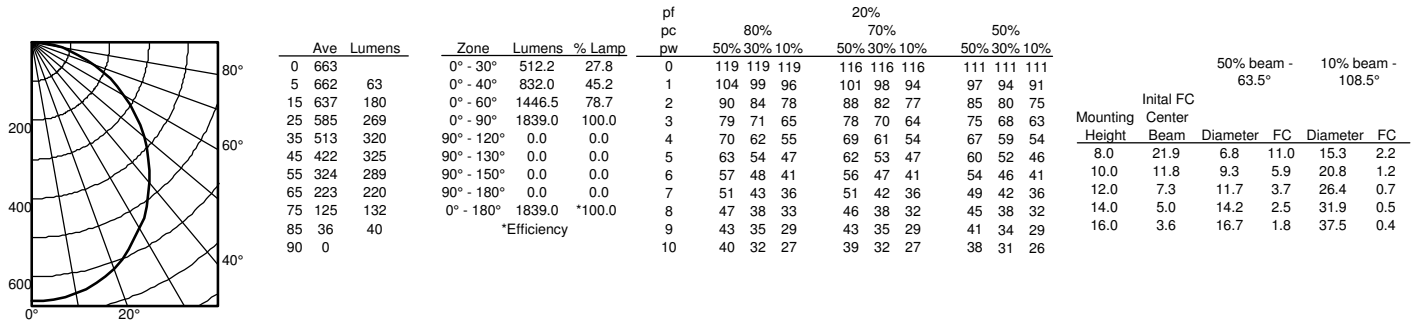 80°
60°
40°
200
400
600
0° 20°
Ave Lumens
0 663
5 662 63
15 637 180
25 585 269
35 513 320
45 422 325
55 324 289
65 223 220
75 125 132
85 36 40
90 0
Zone Lumens % Lamp
0° - 30° 512.2 27.8
0° - 40° 832.0 45.2
0° - 60° 1446.5 78.7
0° - 90° 1839.0 100.0
90° - 120° 0.0 0.0
90° - 130° 0.0 0.0
90° - 150° 0.0 0.0
90° - 180° 0.0 0.0
0° - 180° 1839.0 *100.0
*Efficiency
pf 20%
pc 80% 70% 50%
pw 50% 30% 10% 50% 30% 10% 50% 30% 10%
0 119 119 119 116 116 116 111 111 111
1 104 99 96 101 98 94 97 94 91
2 90 84 78 88 82 77 85 80 75
3 79 71 65 78 70 64 75 68 63
4 70 62 55 69 61 54 67 59 54
5 63 54 47 62 53 47 60 52 46
6 57 48 41 56 47 41 54 46 41
7 51 43 36 51 42 36 49 42 36
8 47 38 33 46 38 32 45 38 32
9 43 35 29 43 35 29 41 34 29
10 40 32 27 39 32 27 38 31 26
50% beam - 10% beam -
63.5° 108.5°
Inital FC
Mounting Center
Height Beam Diameter FC Diameter FC
8.0 21.9 6.8 11.0 15.3 2.2
10.0 11.8 9.3 5.9 20.8 1.2
12.0 7.3 11.7 3.7 26.4 0.7
14.0 5.0 14.2 2.5 31.9 0.5
16.0 3.6 16.7 1.8 37.5 0.4